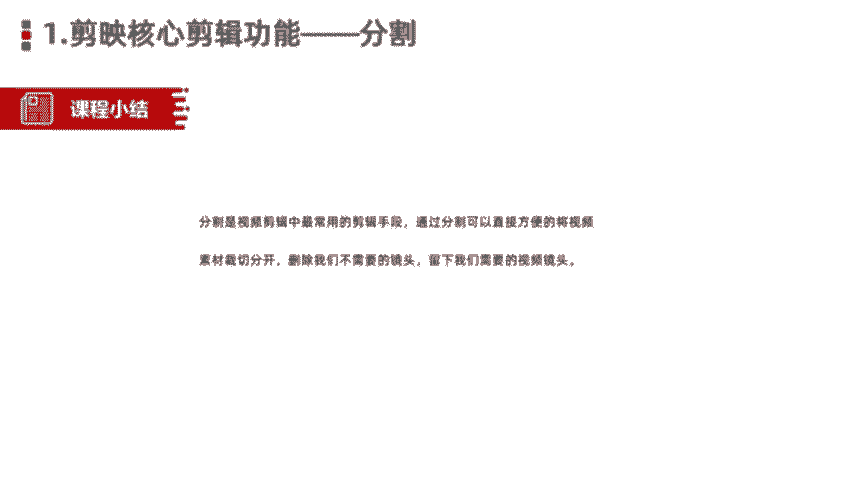 1.剪映核心剪辑功能——分割
课程小结
分割是视频剪辑中最常用的剪辑手段，通过分割可以直接方便的将视频
素材裁切分开，删除我们不需要的镜头，留下我们需要的视频镜头。